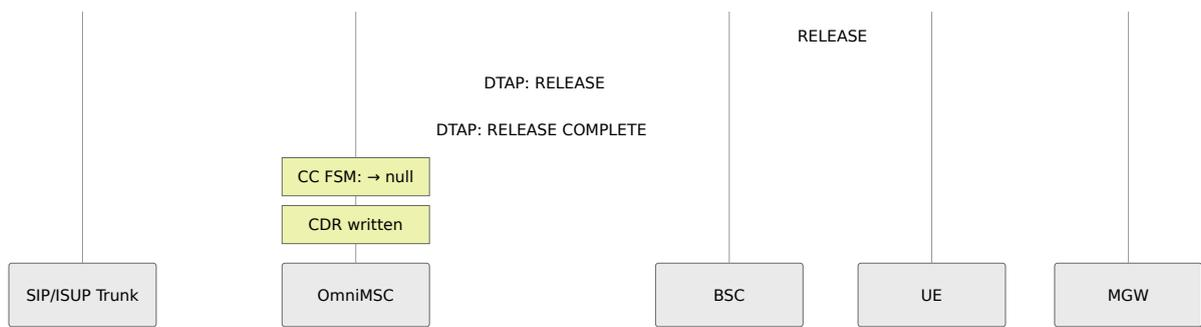 RELEASE
DTAP: RELEASE
DTAP: RELEASE COMPLETE
CC FSM: → null
CDR written
SIP/ISUP Trunk
OmniMSC
BSC
UE
MGW